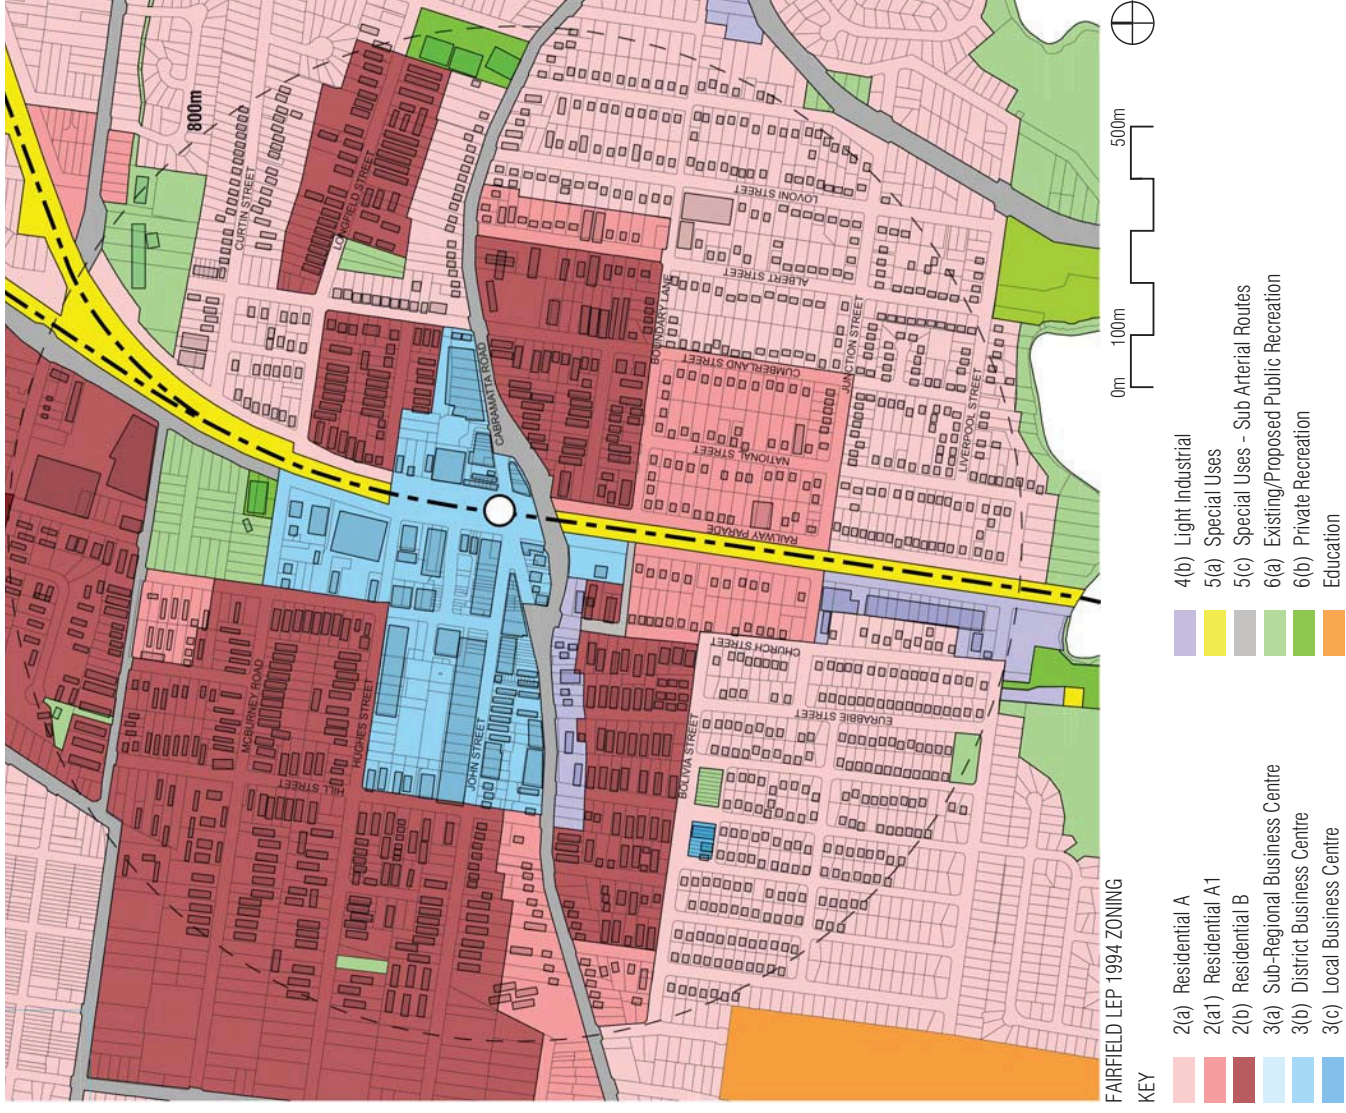 800m
CURTIN STREET
LONGFIELD STREET
CABRAMATTA ROAD
LOVONI STREET
ALBERT STREET
BOUNDARY LANE
CUMBERLAND STREET
JUNCTION STREET
NATIONAL STREET
LIVERPOOL STREET
RAILWAY PARADE
MCBURNEY ROAD
HUGHES STREET
HILL STREET
JOHN STREET
CHURCH STREET
EURABBIE STREET
BOLIVIA STREET
0m 100m 500m
FAIRFIELD LEP 1994 ZONING
KEY
2(a) Residential A
2(a1) Residential A1
2(b) Residential B
3(a) Sub-Regional Business Centre
3(b) District Business Centre
3(c) Local Business Centre
4(b) Light Industrial
5(a) Special Uses
5(c) Special Uses - Sub Arterial Routes
6(a) Existing/Proposed Public Recreation
6(b) Private Recreation
Education